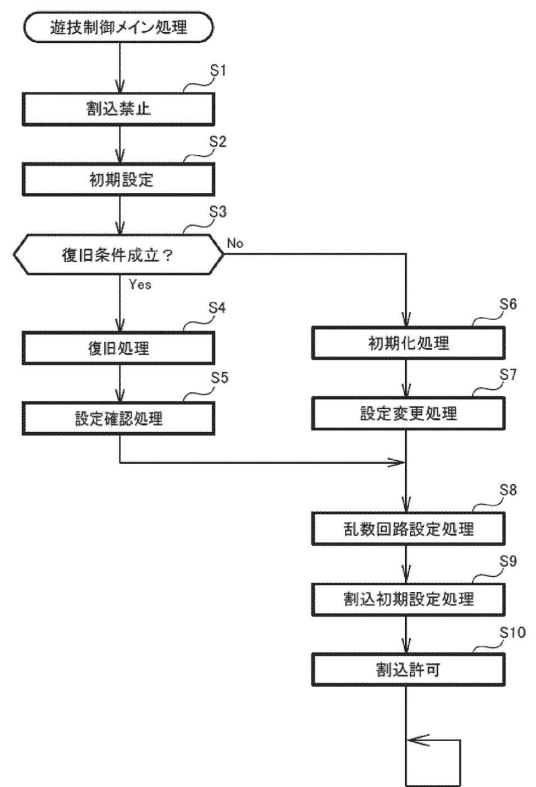 遊技制御メイン処理
S1
割込禁止
S2
初期設定
S3
復旧条件成立？
No
Yes
S4
復旧処理
S5
設定確認処理
S6
初期化処理
S7
設定変更処理
S8
乱数回路設定処理
S9
割込初期設定処理
S10
割込許可